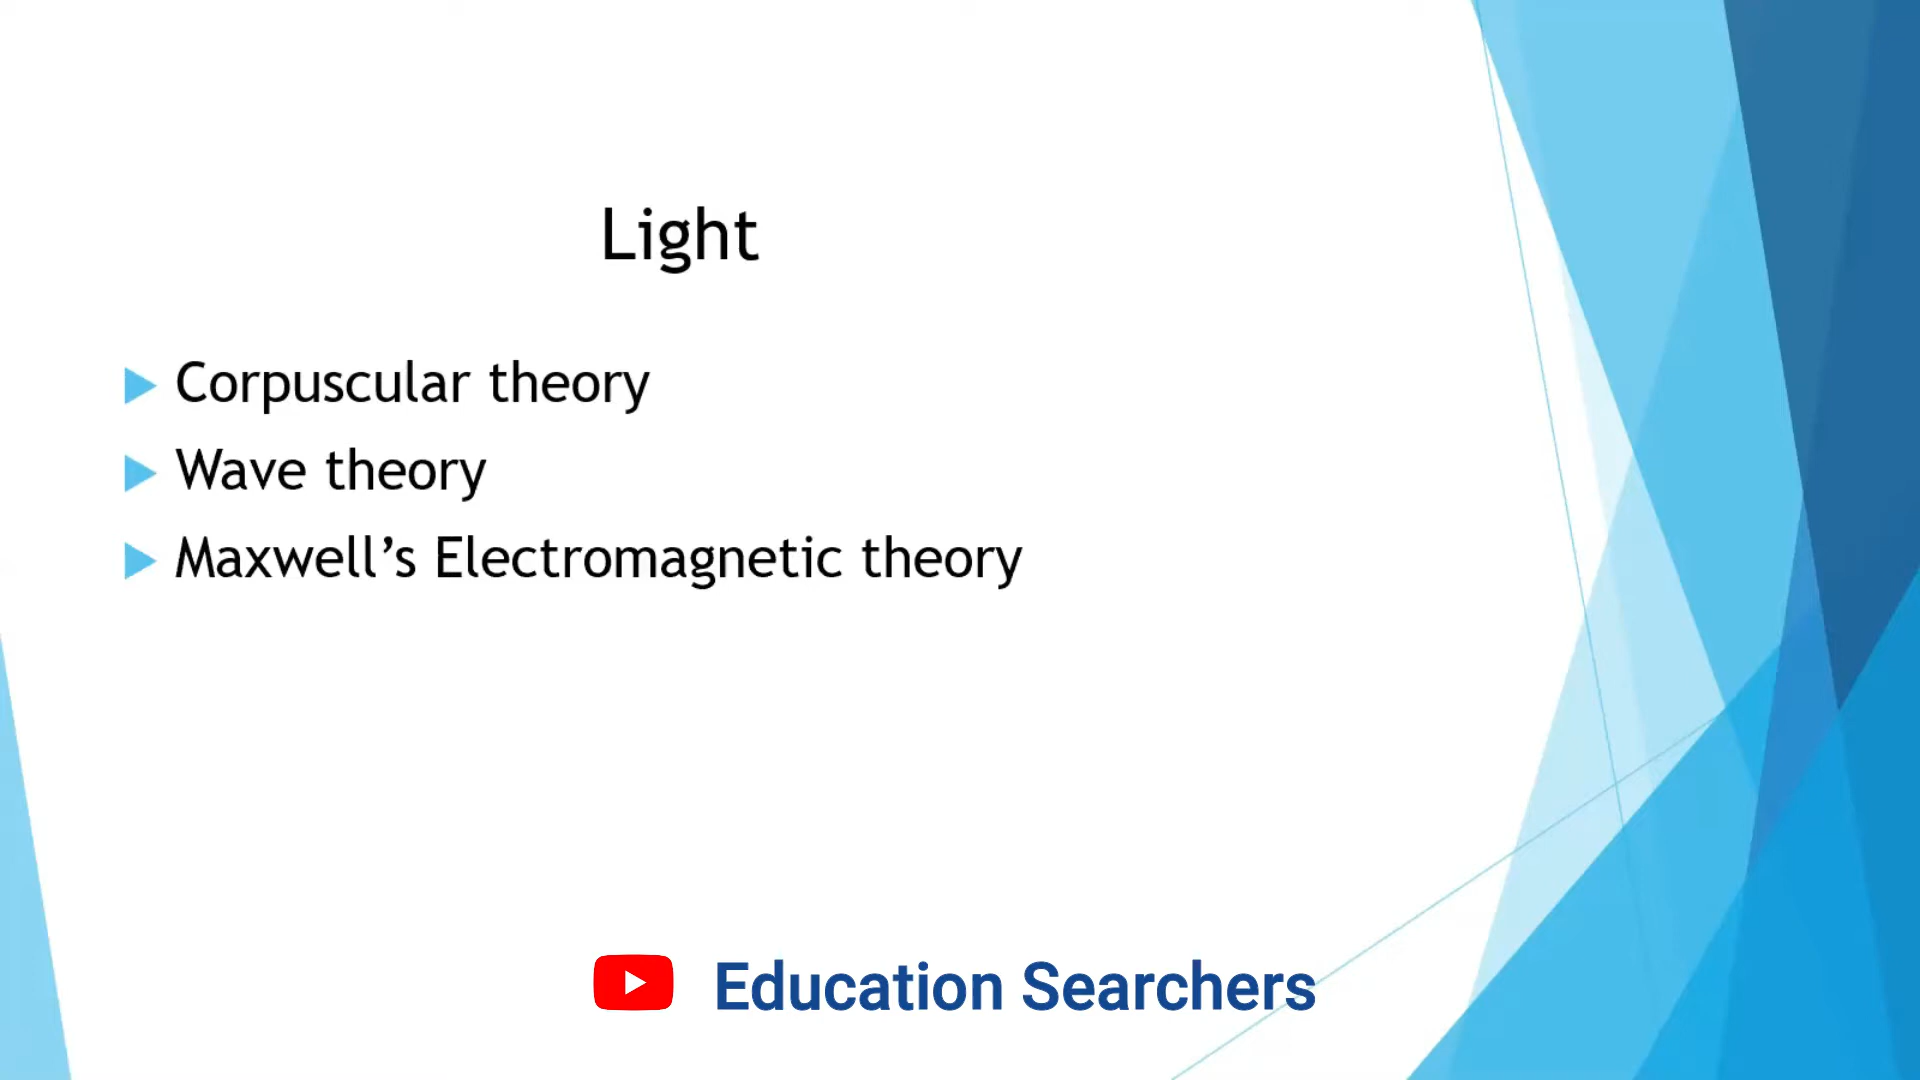 Light
Corpuscular theory
Wave theory
Maxwell’s Electromagnetic theory
Education Searchers